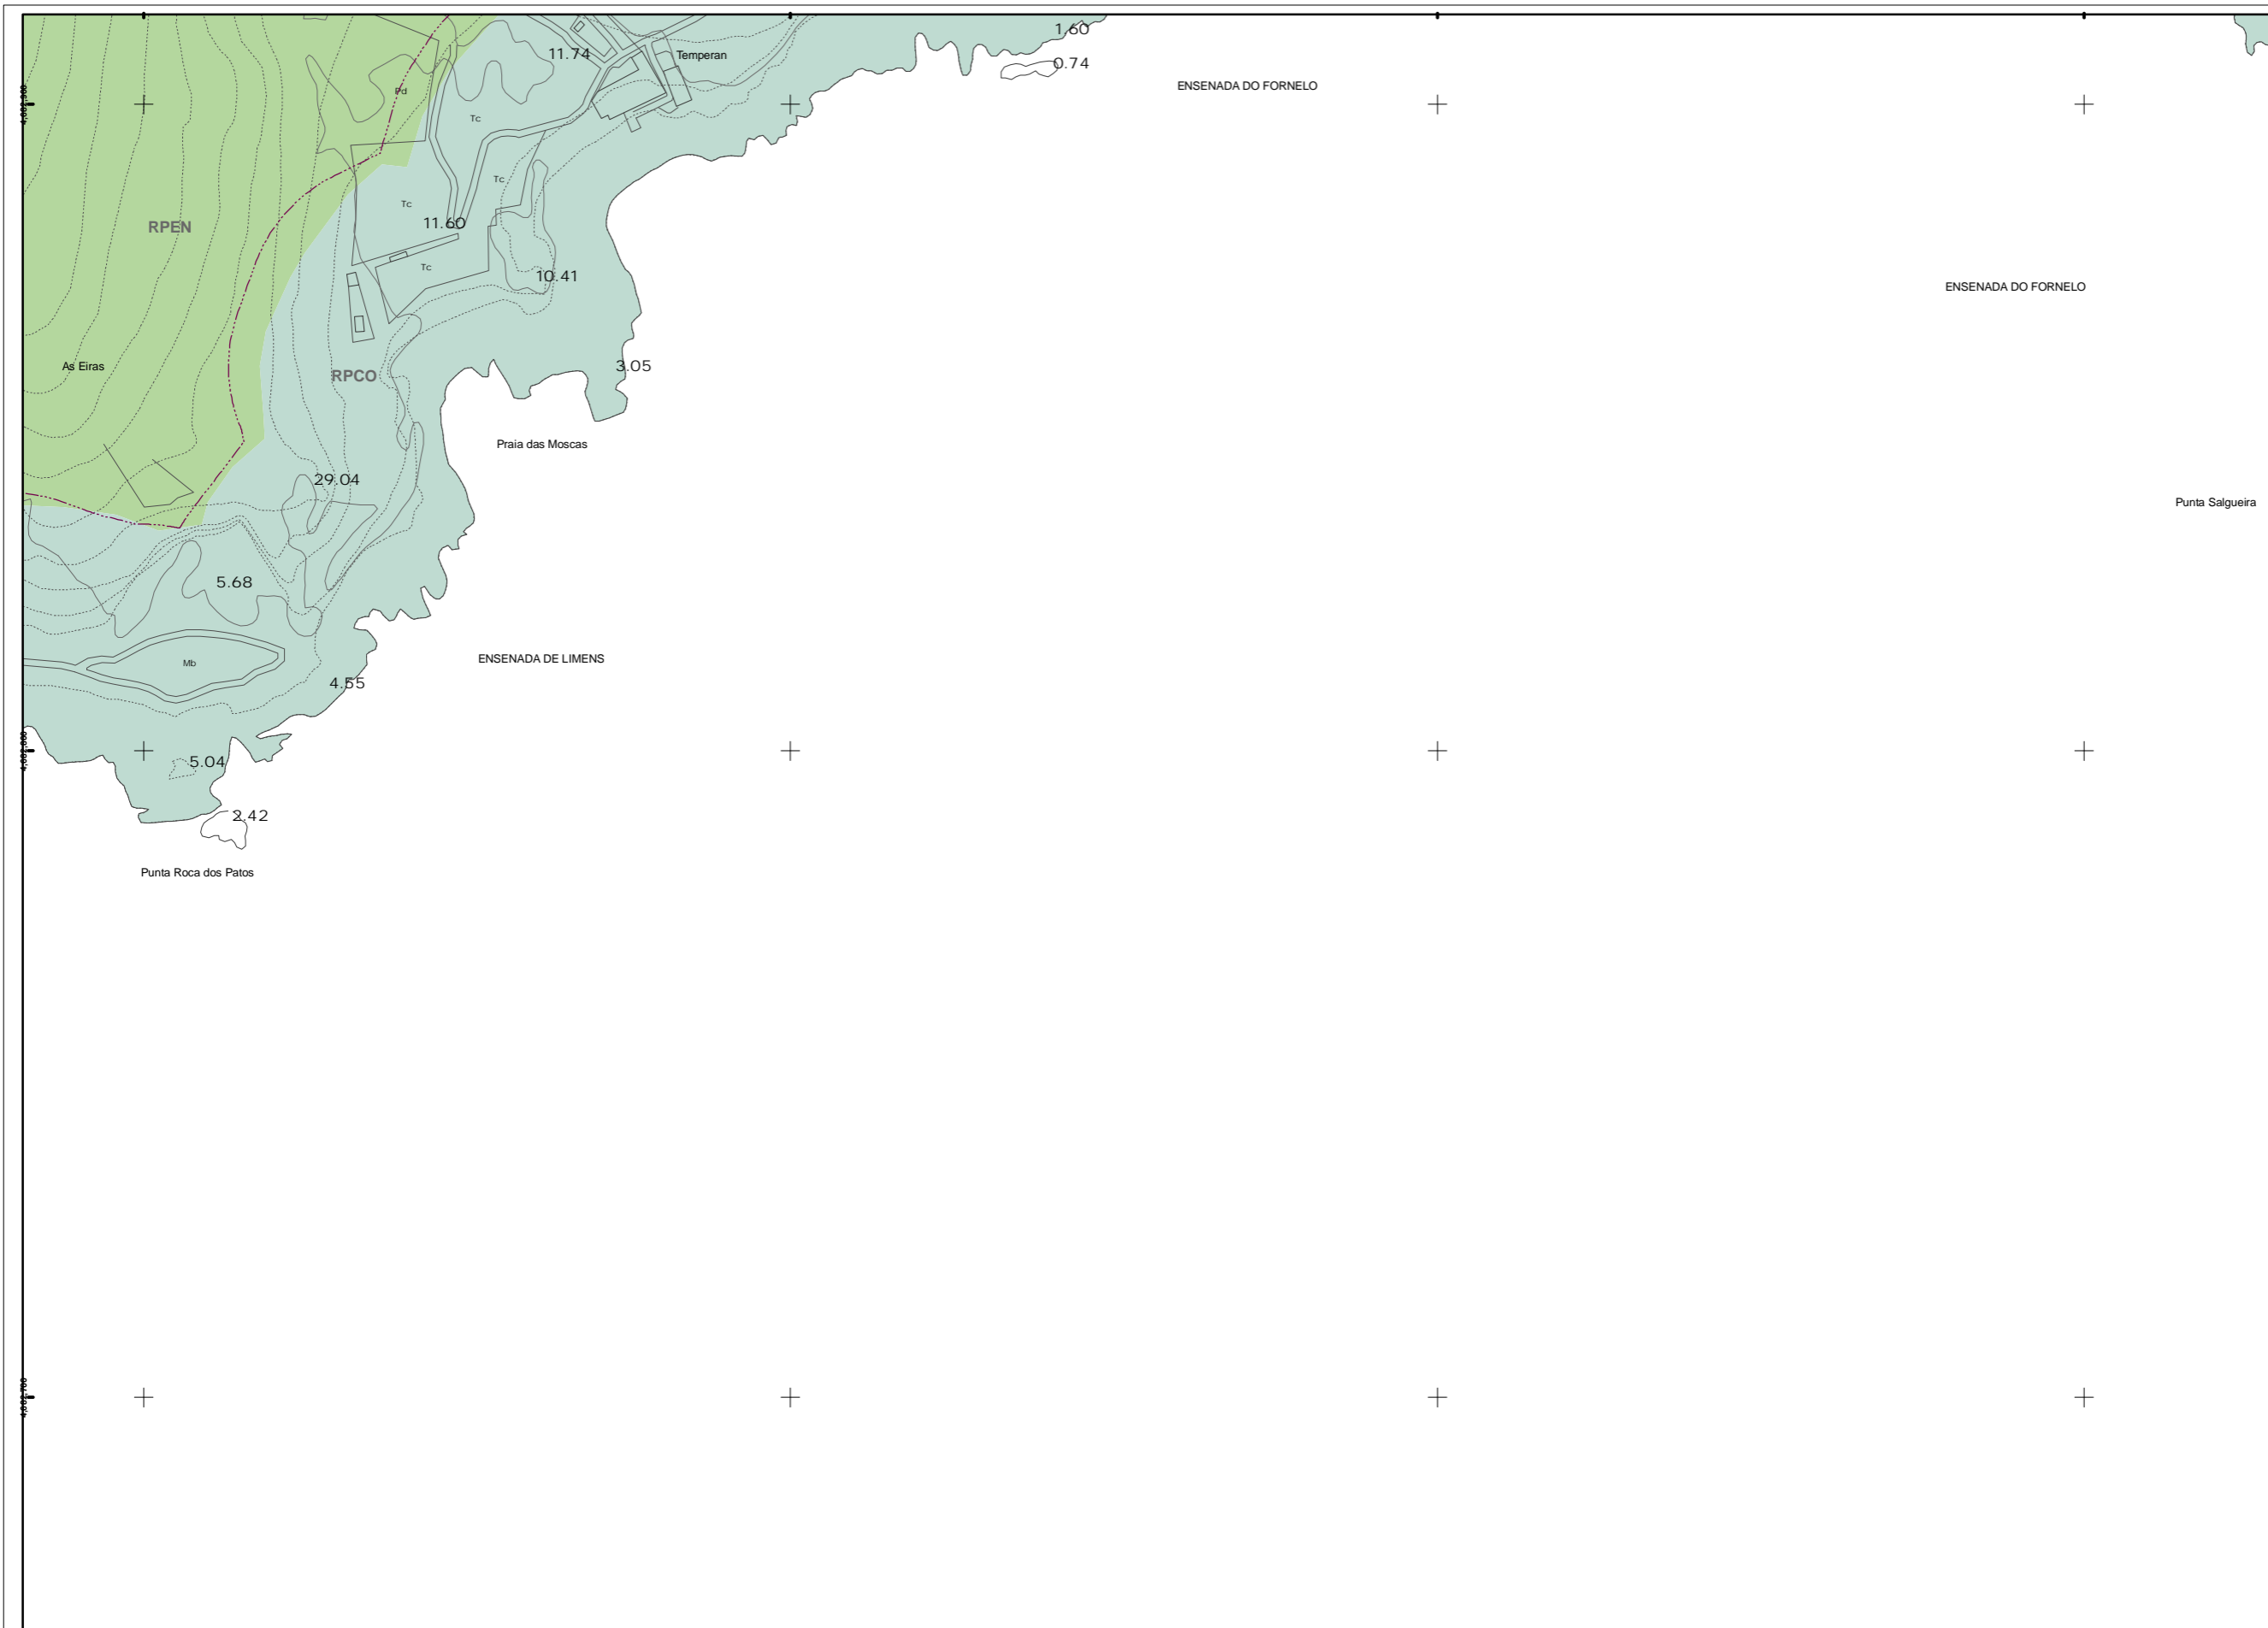 1.60
11.74
Temperan
0.74
ENSENADA DO FORNELO
Pd
Tc
Tc
Tc
11.60
RPEN
Tc
10.41
ENSENADA DO FORNELO
As Eiras
3.05
RPCO
Praia das Moscas
29.04
Punta Salgueira
5.68
ENSENADA DE LIMENS
Mb
4.55
5.04
2.42
Punta Roca dos Patos